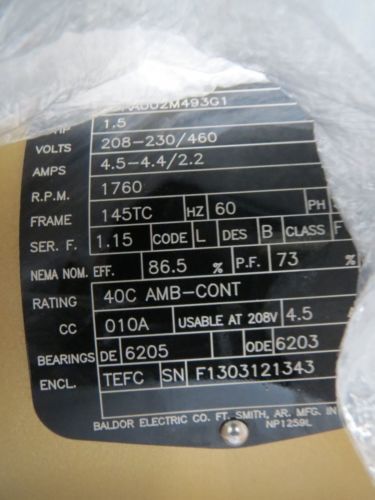 1.5
VOLTS 208-230/460
AMPS 4.5-4.4/2.2
R.P.M. 1760
FRAME 145TC HZ 60 PH
SER. F. 1.15 CODE L DES B CLASS F
NEMA NOM. EFF. 86.5 % P.F. 73 %
RATING 40C AMB-CONT
CC 010A USABLE AT 208V 4.5
BEARINGS DE 6205 ODE 6203
ENCL. TEFC SN F1303121343
BALDOR ELECTRIC CO. FT. SMITH, AR. MFG. IN
NP1259L